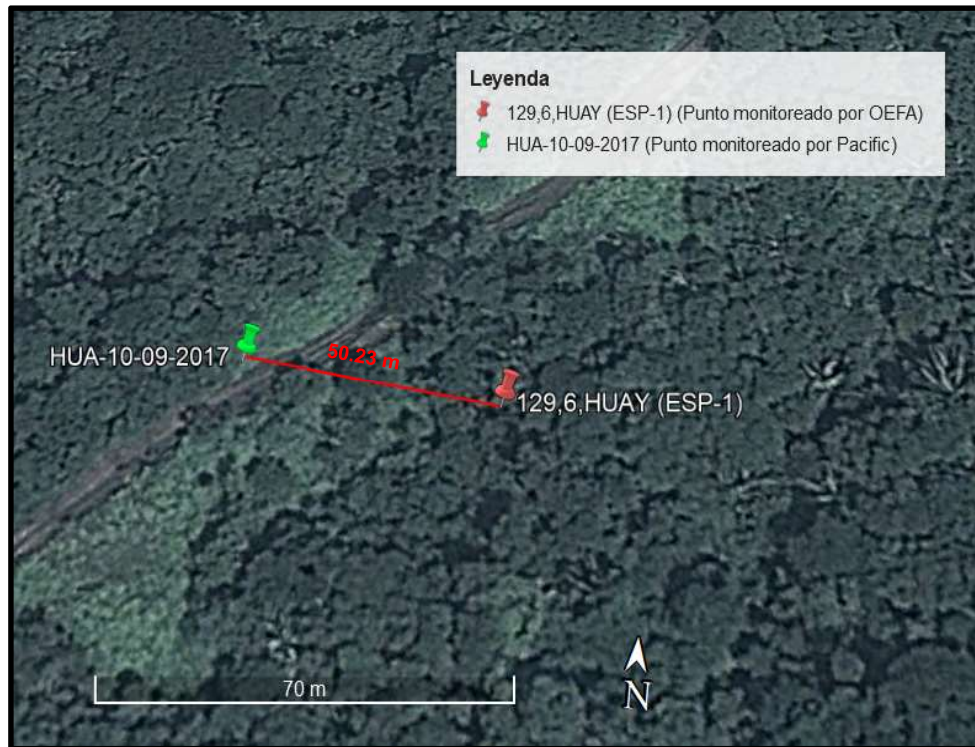 Leyenda
129,6,HUAY (ESP-1) (Punto monitoreado por OEFA)
HUA-10-09-2017 (Punto monitoreado por Pacific)
HUA-10-09-2017
50.23 m
129,6,HUAY (ESP-1)
70 m
N